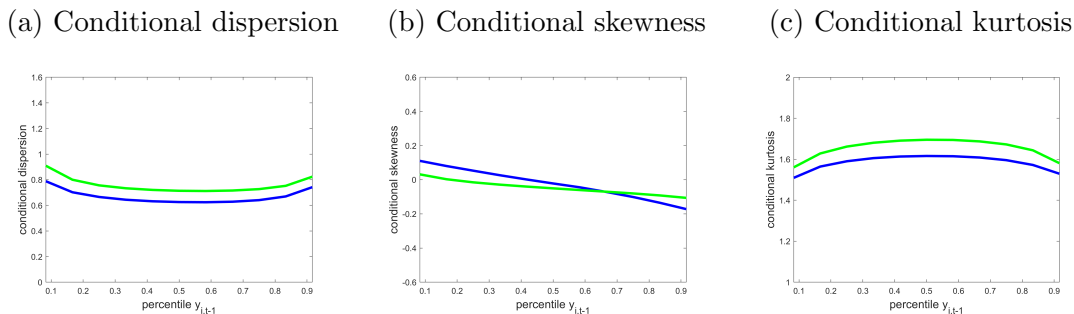 (a) Conditional dispersion
(b) Conditional skewness
(c) Conditional kurtosis
conditional dispersion
1.6
1.4
1.2
1
0.8
0.6
0.4
0.2
0
0.1 0.2 0.3 0.4 0.5 0.6 0.7 0.8 0.9
percentile y_{i,t-1}
conditional skewness
0.6
0.4
0.2
0
-0.2
-0.4
-0.6
0.1 0.2 0.3 0.4 0.5 0.6 0.7 0.8 0.9
percentile y_{i,t-1}
conditional kurtosis
2
1.8
1.6
1.4
1.2
1
0.1 0.2 0.3 0.4 0.5 0.6 0.7 0.8 0.9
percentile y_{i,t-1}